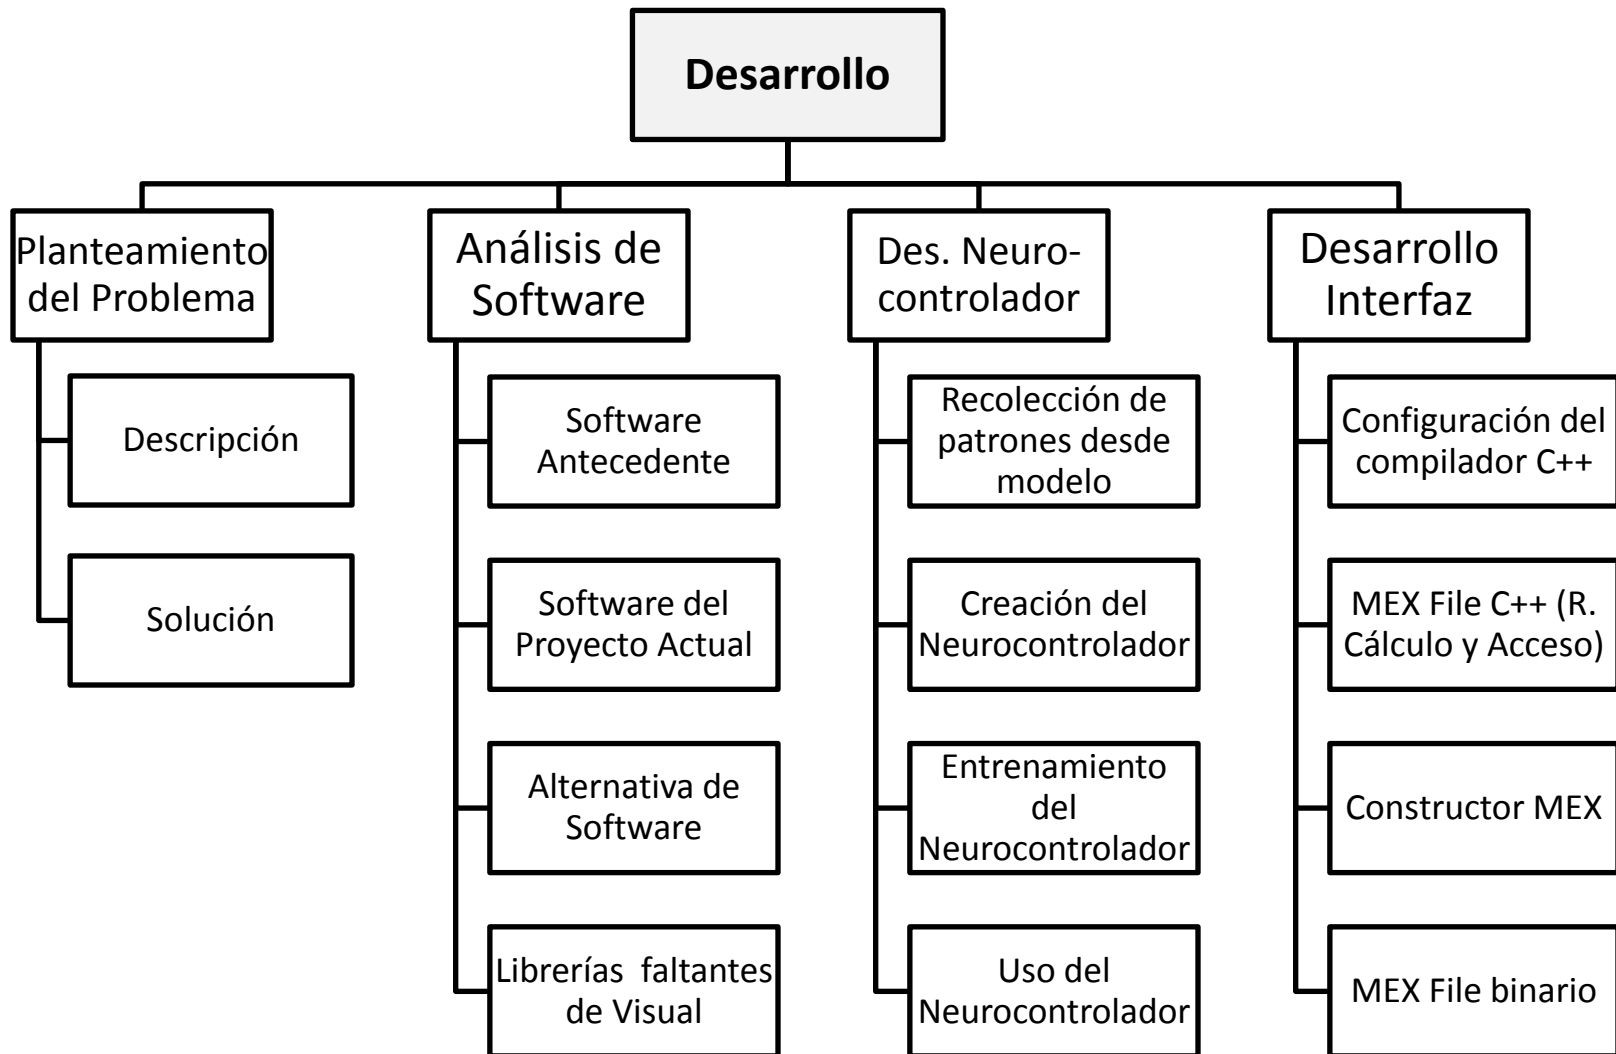 Desarrollo
Planteamiento
del Problema
Descripción
Solución
Análisis de
Software
Software
Antecedente
Software del
Proyecto Actual
Alternativa de
Software
Librerías faltantes
de Visual
Des. Neuro-
controlador
Recolección de
patrones desde
modelo
Creación del
Neurocontrolador
Entrenamiento
del
Neurocontrolador
Uso del
Neurocontrolador
Desarrollo
Interfaz
Configuración del
compilador C++
MEX File C++ (R.
Cálculo y Acceso)
Constructor MEX
MEX File binario